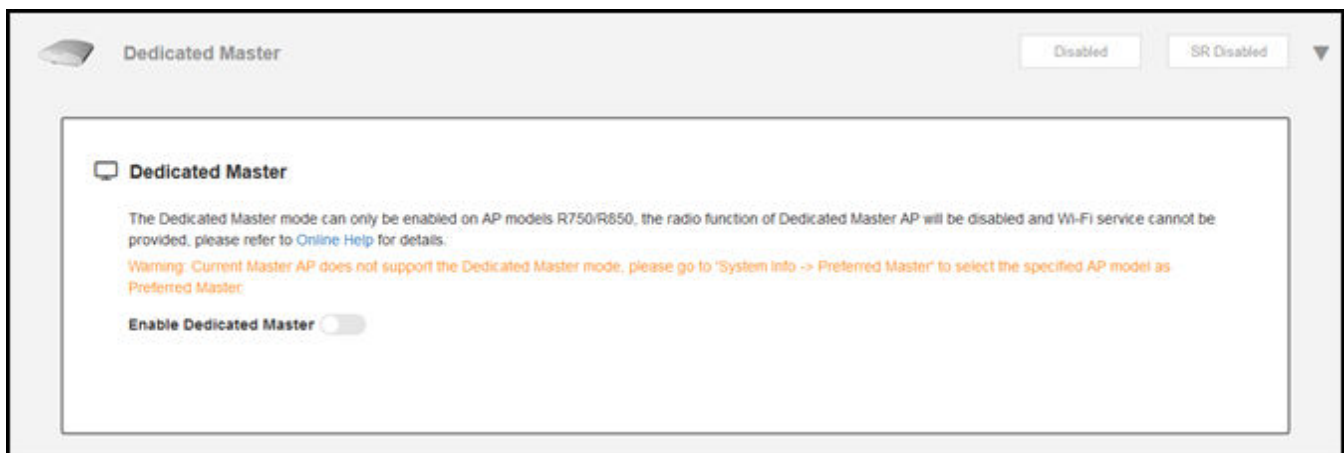 Dedicated Master
Disabled
SR Disabled
Dedicated Master
The Dedicated Master mode can only be enabled on AP models R750/R850, the radio function of Dedicated Master AP will be disabled and Wi-Fi service cannot be
provided, please refer to Online Help for details.
Warning: Current Master AP does not support the Dedicated Master mode, please go to 'System Info -> Preferred Master' to select the specified AP model as
Preferred Master.
Enable Dedicated Master